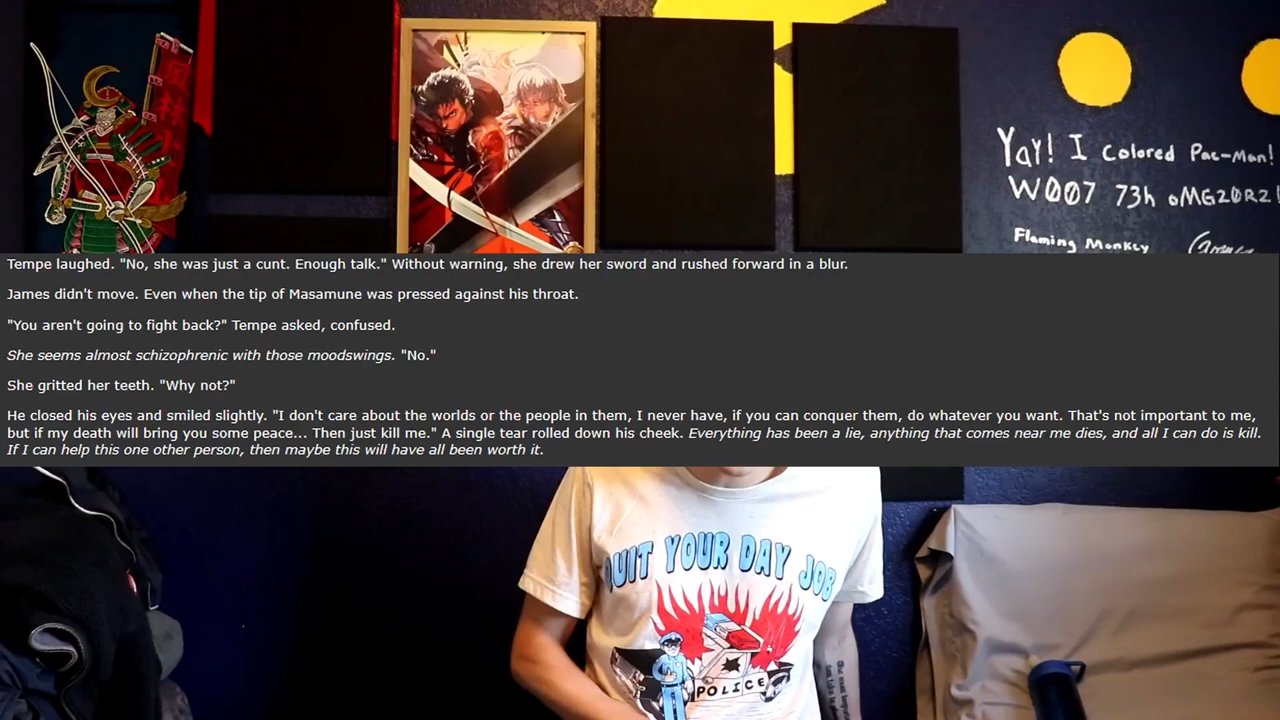 Yay! I Colored Pac-Man!
W007 73h oMG20R2!
Flaming Monkey
Tempe laughed. "No, she was just a cunt. Enough talk." Without warning, she drew her sword and rushed forward in a blur.
James didn't move. Even when the tip of Masamune was pressed against his throat.
"You aren't going to fight back?" Tempe asked, confused.
She seems almost schizophrenic with those moodswings. "No."
She gritted her teeth. "Why not?"
He closed his eyes and smiled slightly. "I don't care about the worlds or the people in them, I never have, if you can conquer them, do whatever you want. That's not important to me,
but if my death will bring you some peace... Then just kill me." A single tear rolled down his cheek. Everything has been a lie, anything that comes near me dies, and all I can do is kill.
If I can help this one other person, then maybe this will have all been worth it.
QUIT YOUR DAY JOB
POLICE